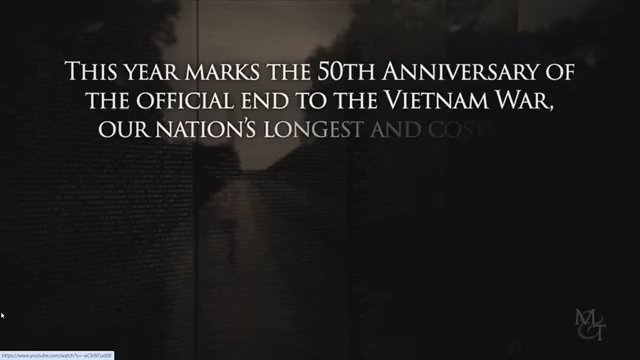 THIS YEAR MARKS THE 50TH ANNIVERSARY OF
THE OFFICIAL END TO THE VIETNAM WAR,
OUR NATION'S LONGEST AND